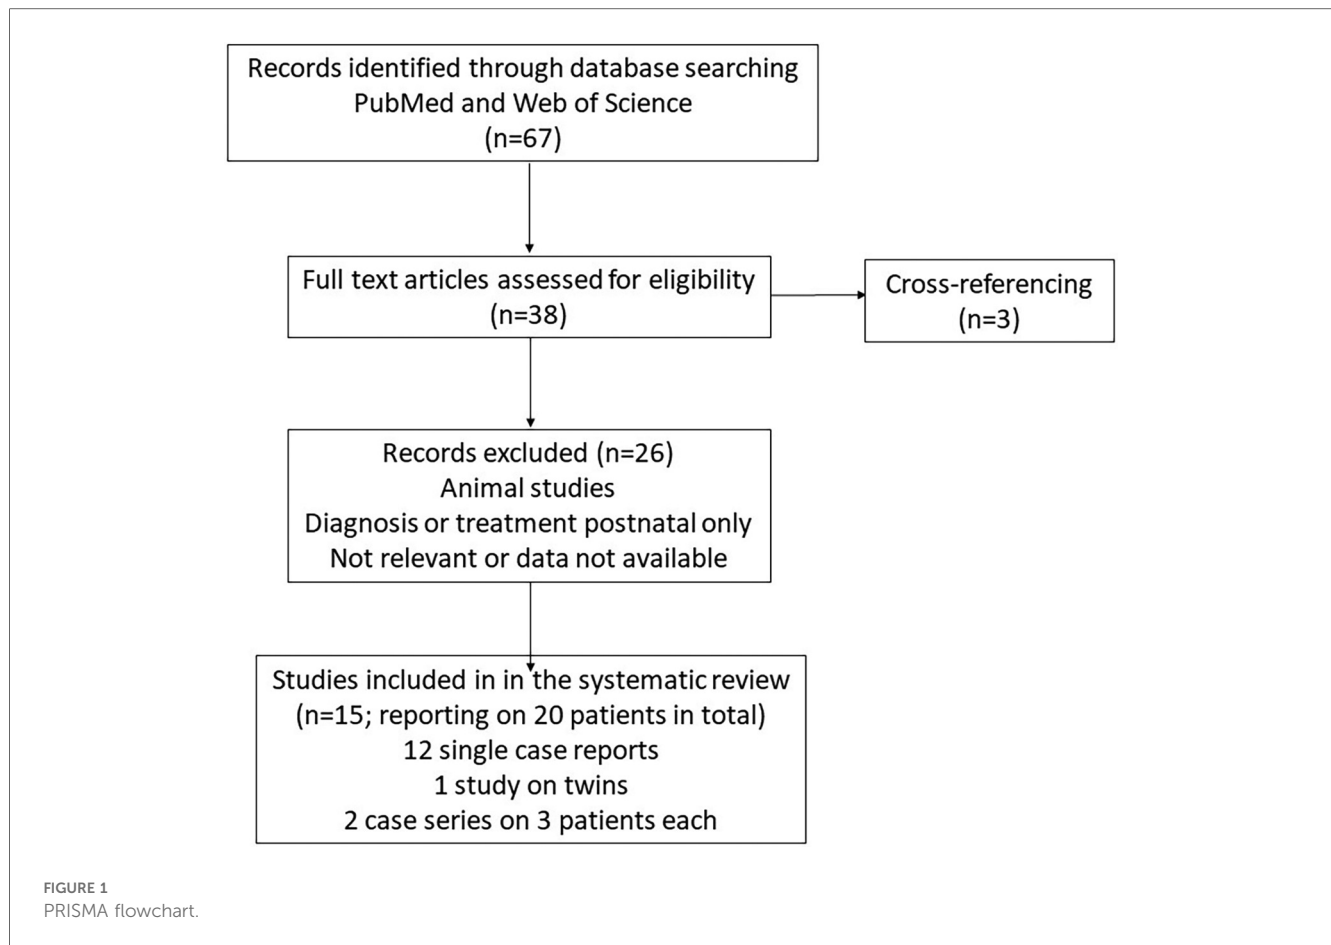 Records identified through database searching
PubMed and Web of Science
(n=67)
Full text articles assessed for eligibility
(n=38)
Cross-referencing
(n=3)
Records excluded (n=26)
Animal studies
Diagnosis or treatment postnatal only
Not relevant or data not available
Studies included in in the systematic review
(n=15; reporting on 20 patients in total)
12 single case reports
1 study on twins
2 case series on 3 patients each
FIGURE 1
PRISMA flowchart.